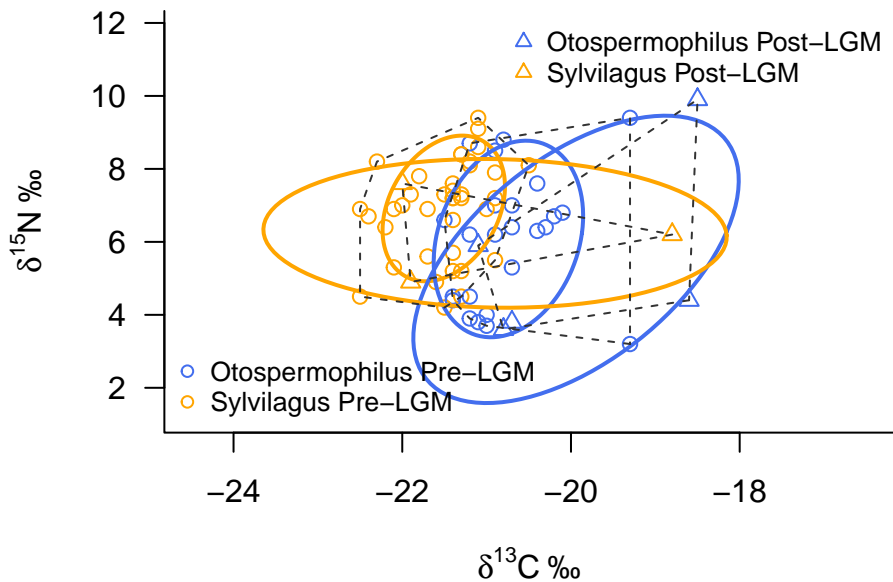 12
10
8
6
4
2
δ15N ‰
Otospermophilus Post−LGM
Sylvilagus Post−LGM
Otospermophilus Pre−LGM
Sylvilagus Pre−LGM
−24 −22 −20 −18
δ13C ‰